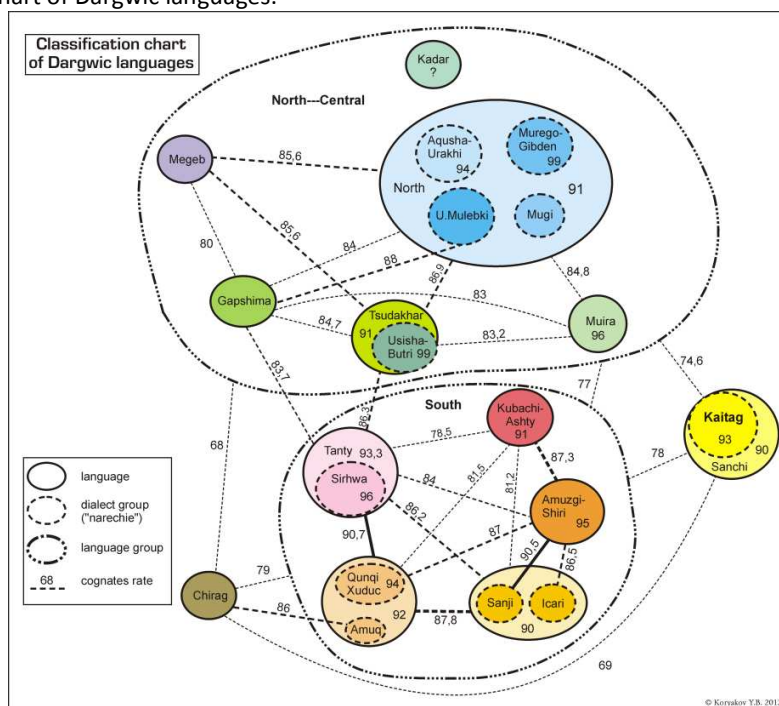 chart of Dargwic languages.
Classification chart
of Dargwic languages
Kadar
?
North---Central
Megeb
85,6
Aqusha-
Urakhi
94
Murego-
Gibden
99
North
91
U.Mulebki
Mugi
85,6
80
84
88
86,9
84,8
Gapshima
83
Tsudakhar
91
Usisha-
Butri 99
84,7
83,2
Muira
96
83,7
86,3
77
74,6
South
Kubachi-
Ashty
91
Kaitag
93
90
Sanchi
68
78,5
87,3
78
Tanty
93,3
Sirhwa
96
84
81,5
81,2
Amuzgi-
Shiri
95
86,2
87
90,7
90,5
86,5
language
dialect group
("narechie")
language group
68
cognates rate
Chirag
79
86
Qunqi
Xuduc
94
92
Amuq
87,8
Sanji
Icari
90
69
© Koryakov Y.B. 2012